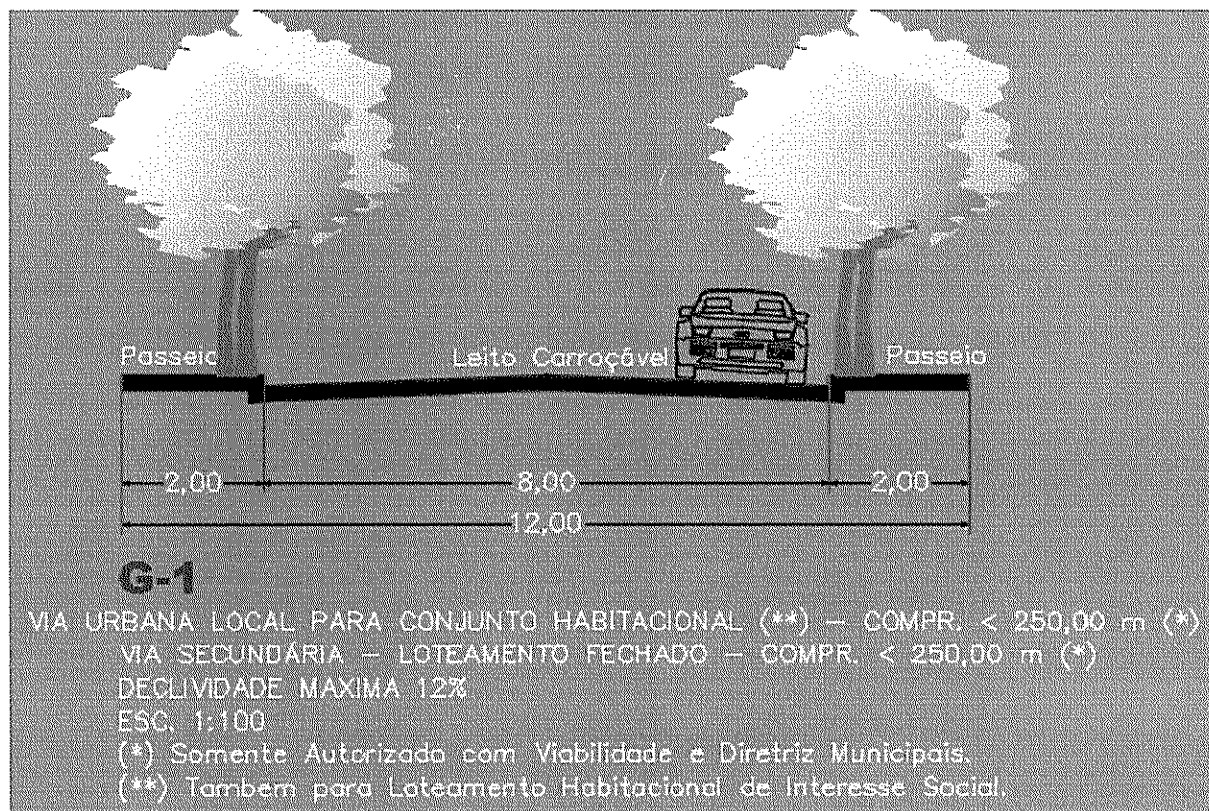 Passeio Leito Carroçável Passeio
2,00 8,00 2,00
12,00
G-1
VIA URBANA LOCAL PARA CONJUNTO HABITACIONAL (**) – COMPR. < 250,00 m (*)
VIA SECUNDÁRIA – LOTEAMENTO FECHADO – COMPR. < 250,00 m (*)
DECLIVIDADE MAXIMA 12%
ESC. 1:100
(*) Somente Autorizado com Viabilidade e Diretriz Municipais.
(**) Tambem para Loteamento Habitacional de Interesse Social.